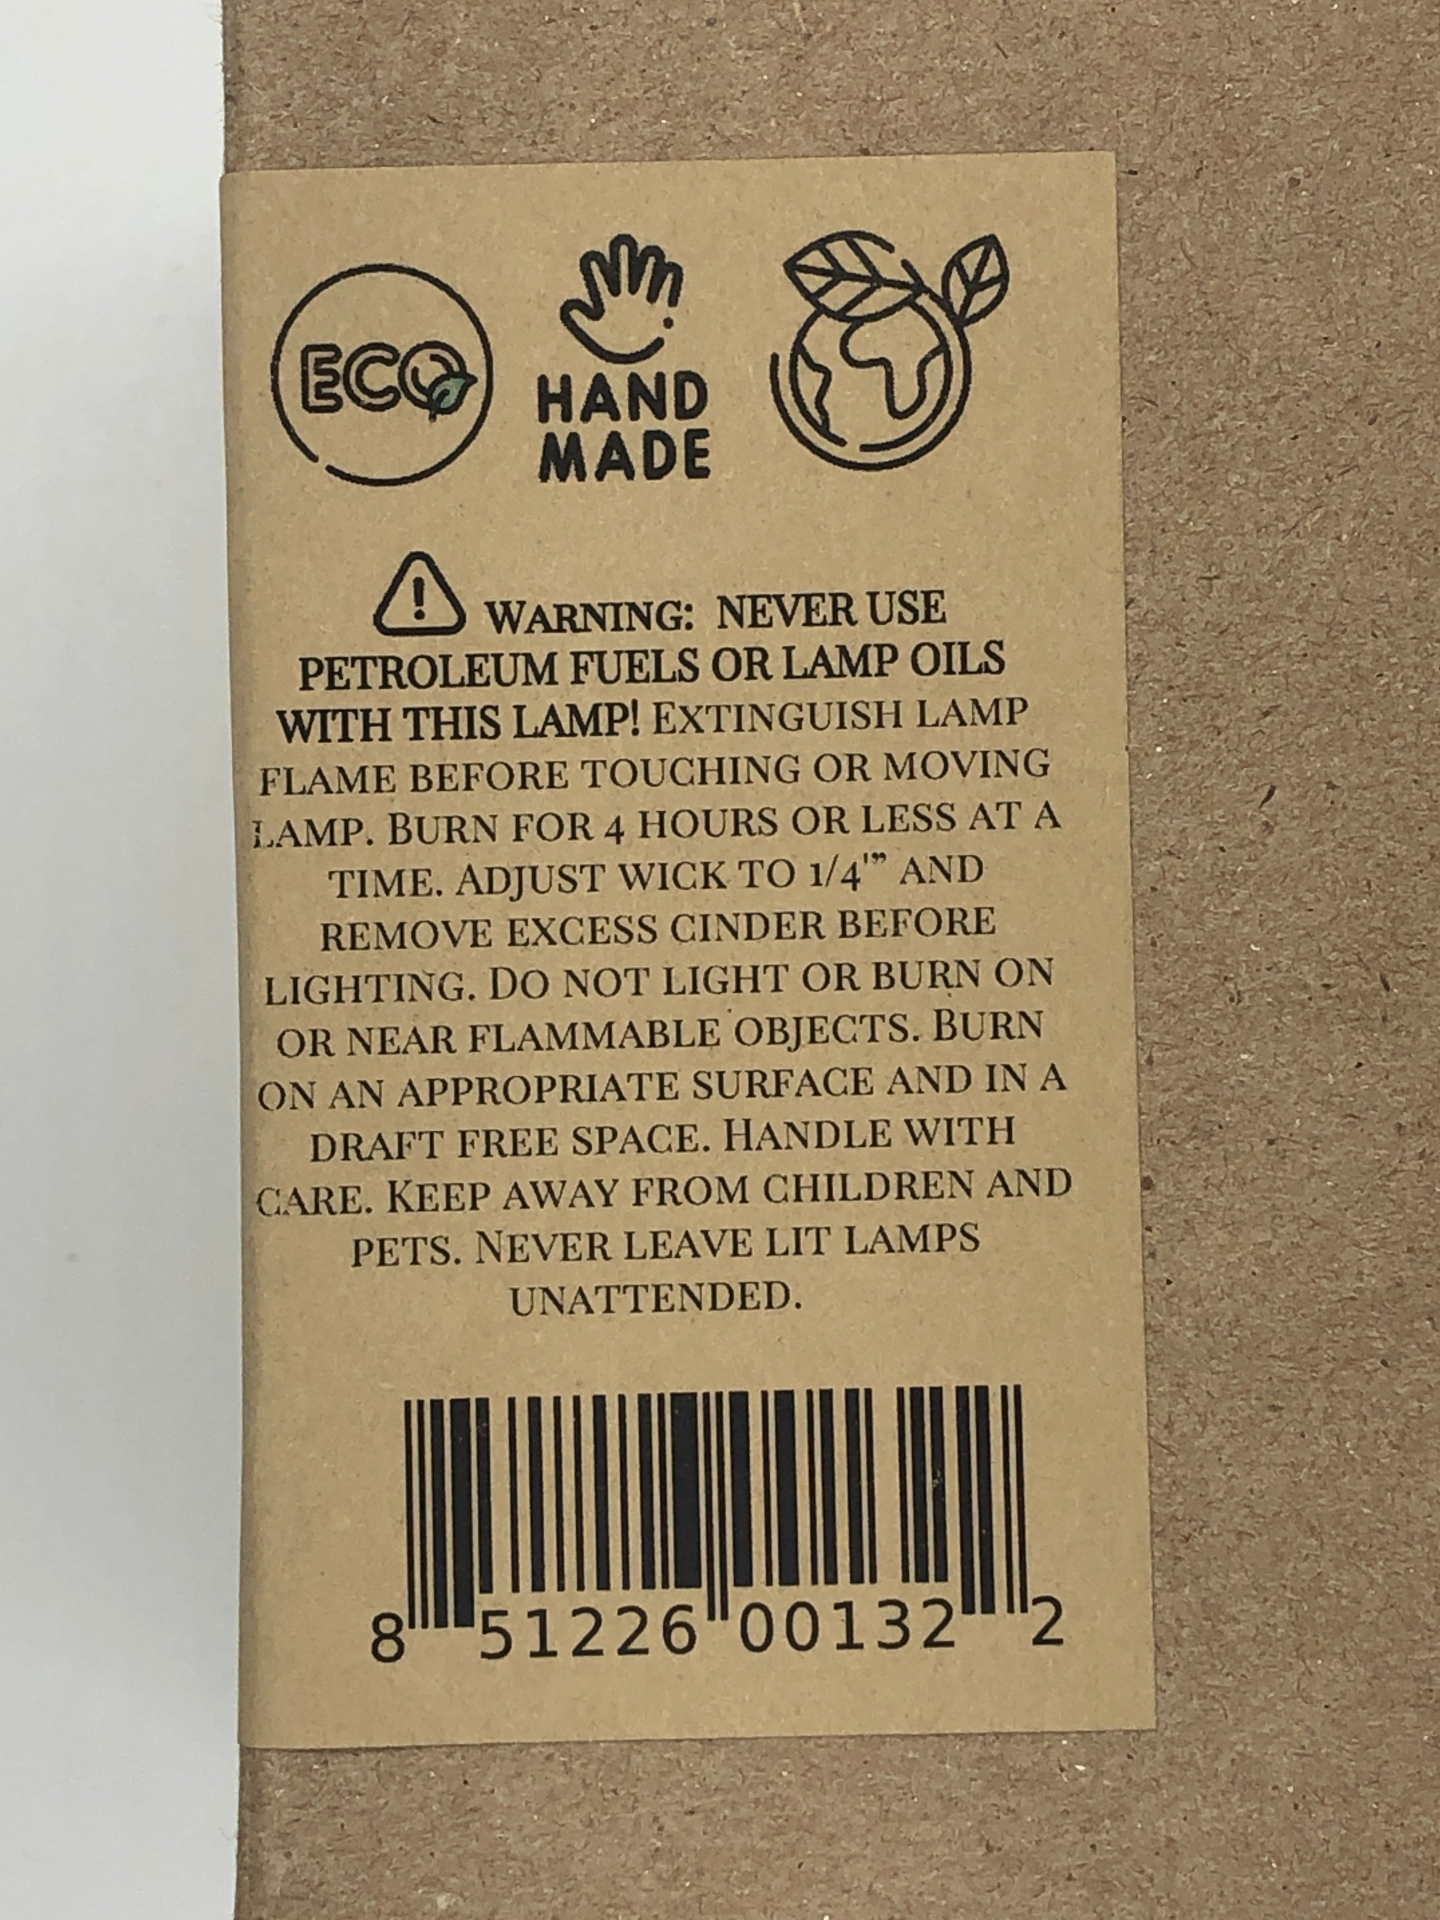 ECO
HAND
MADE
WARNING: NEVER USE
PETROLEUM FUELS OR LAMP OILS
WITH THIS LAMP! EXTINGUISH LAMP
FLAME BEFORE TOUCHING OR MOVING
LAMP. BURN FOR 4 HOURS OR LESS AT A
TIME. ADJUST WICK TO 1/4'” AND
REMOVE EXCESS CINDER BEFORE
LIGHTING. DO NOT LIGHT OR BURN ON
OR NEAR FLAMMABLE OBJECTS. BURN
ON AN APPROPRIATE SURFACE AND IN A
DRAFT FREE SPACE. HANDLE WITH
CARE. KEEP AWAY FROM CHILDREN AND
PETS. NEVER LEAVE LIT LAMPS
UNATTENDED.
8 51226 00132 2